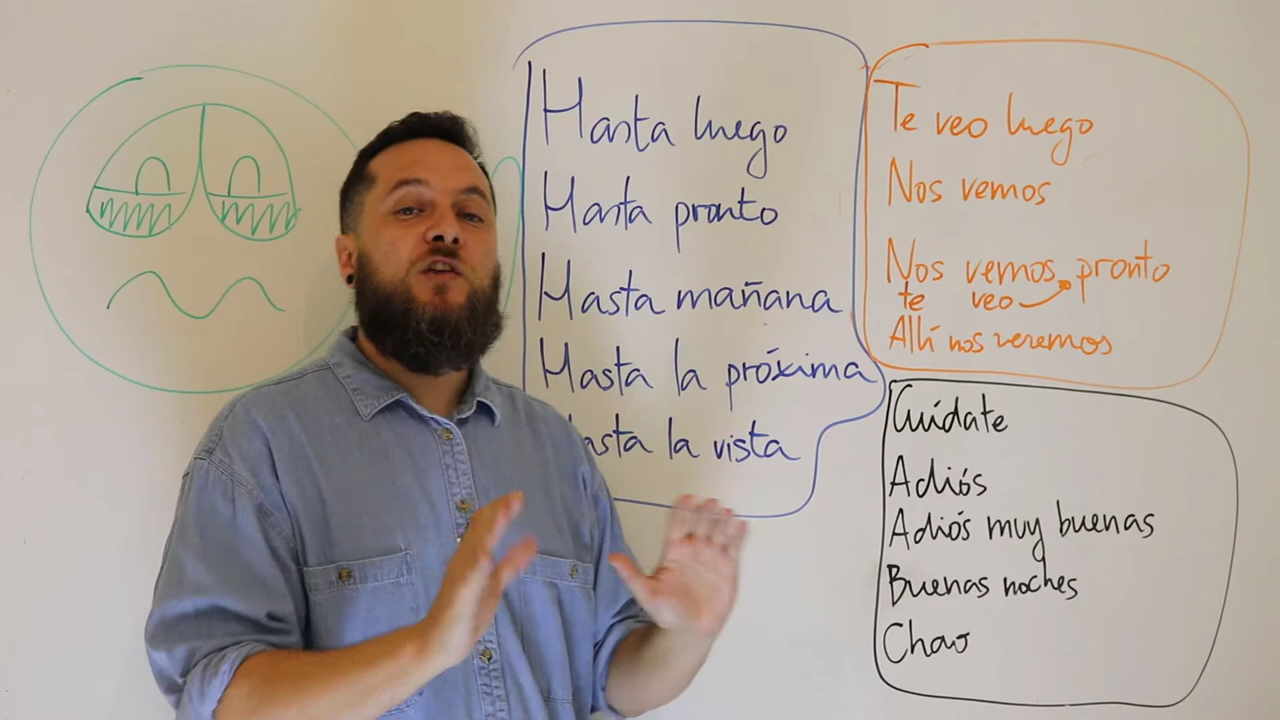 Hasta luego
Hasta pronto
Hasta mañana
Hasta la próxima
asta la vista
Te veo luego
Nos vemos
Nos vemos pronto
te veo
Allí nos veremos
Cuídate
Adiós
Adiós muy buenas
Buenas noches
Chao